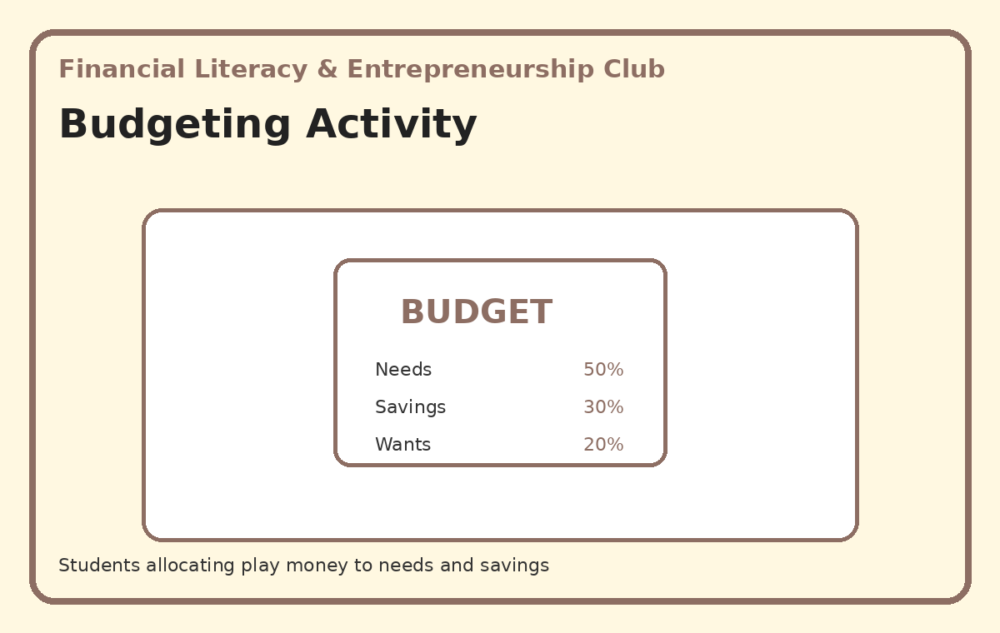 Financial Literacy & Entrepreneurship Club
Budgeting Activity
BUDGET
Needs 50%
Savings 30%
Wants 20%
Students allocating play money to needs and savings